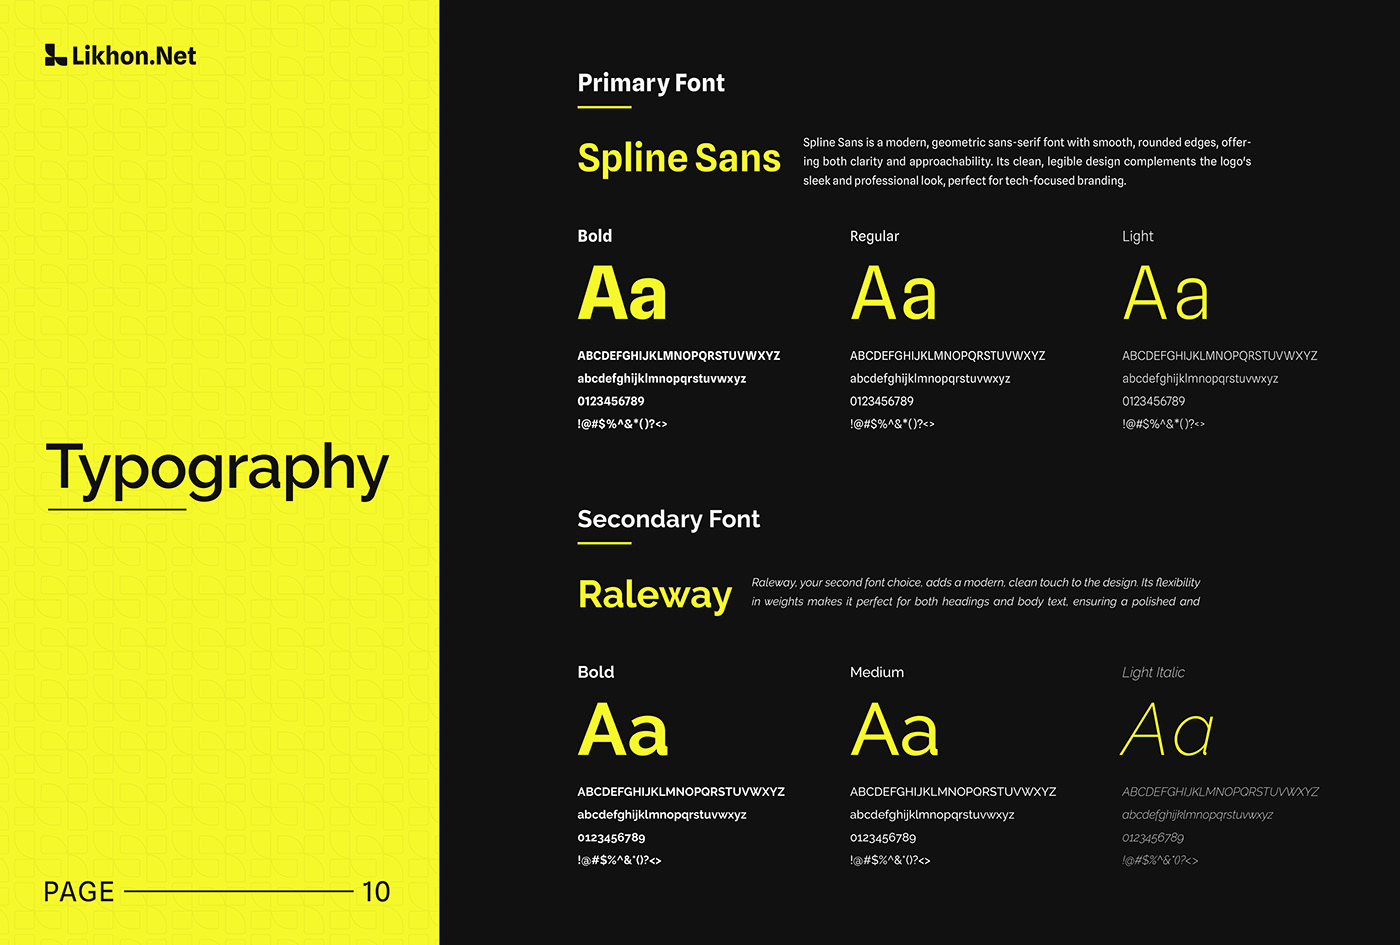 Likhon.Net
Typography
PAGE 10
Primary Font
Spline Sans
Spline Sans is a modern, geometric sans-serif font with smooth, rounded edges, offer-
ing both clarity and approachability. Its clean, legible design complements the logo's
sleek and professional look, perfect for tech-focused branding.
Bold
Aa
ABCDEFGHIJKLMNOPQRSTUVWXYZ
abcdefghijklmnopqrstuvwxyz
0123456789
!@#$%^&*()?<>
Regular
Aa
ABCDEFGHIJKLMNOPQRSTUVWXYZ
abcdefghijklmnopqrstuvwxyz
0123456789
!@#$%^&*()?<>
Light
Aa
ABCDEFGHIJKLMNOPQRSTUVWXYZ
abcdefghijklmnopqrstuvwxyz
0123456789
!@#$%^&*()?<>
Secondary Font
Raleway
Raleway, your second font choice, adds a modern, clean touch to the design. Its flexibility
in weights makes it perfect for both headings and body text, ensuring a polished and
Bold
Aa
ABCDEFGHIJKLMNOPQRSTUVWXYZ
abcdefghijklmnopqrstuvwxyz
0123456789
!@#$%^&*()?<>
Medium
Aa
ABCDEFGHIJKLMNOPQRSTUVWXYZ
abcdefghijklmnopqrstuvwxyz
0123456789
!@#$%^&*()?<>
Light Italic
Aa
ABCDEFGHIJKLMNOPQRSTUVWXYZ
abcdefghijklmnopqrstuvwxyz
0123456789
!@#$%^&*()?<>